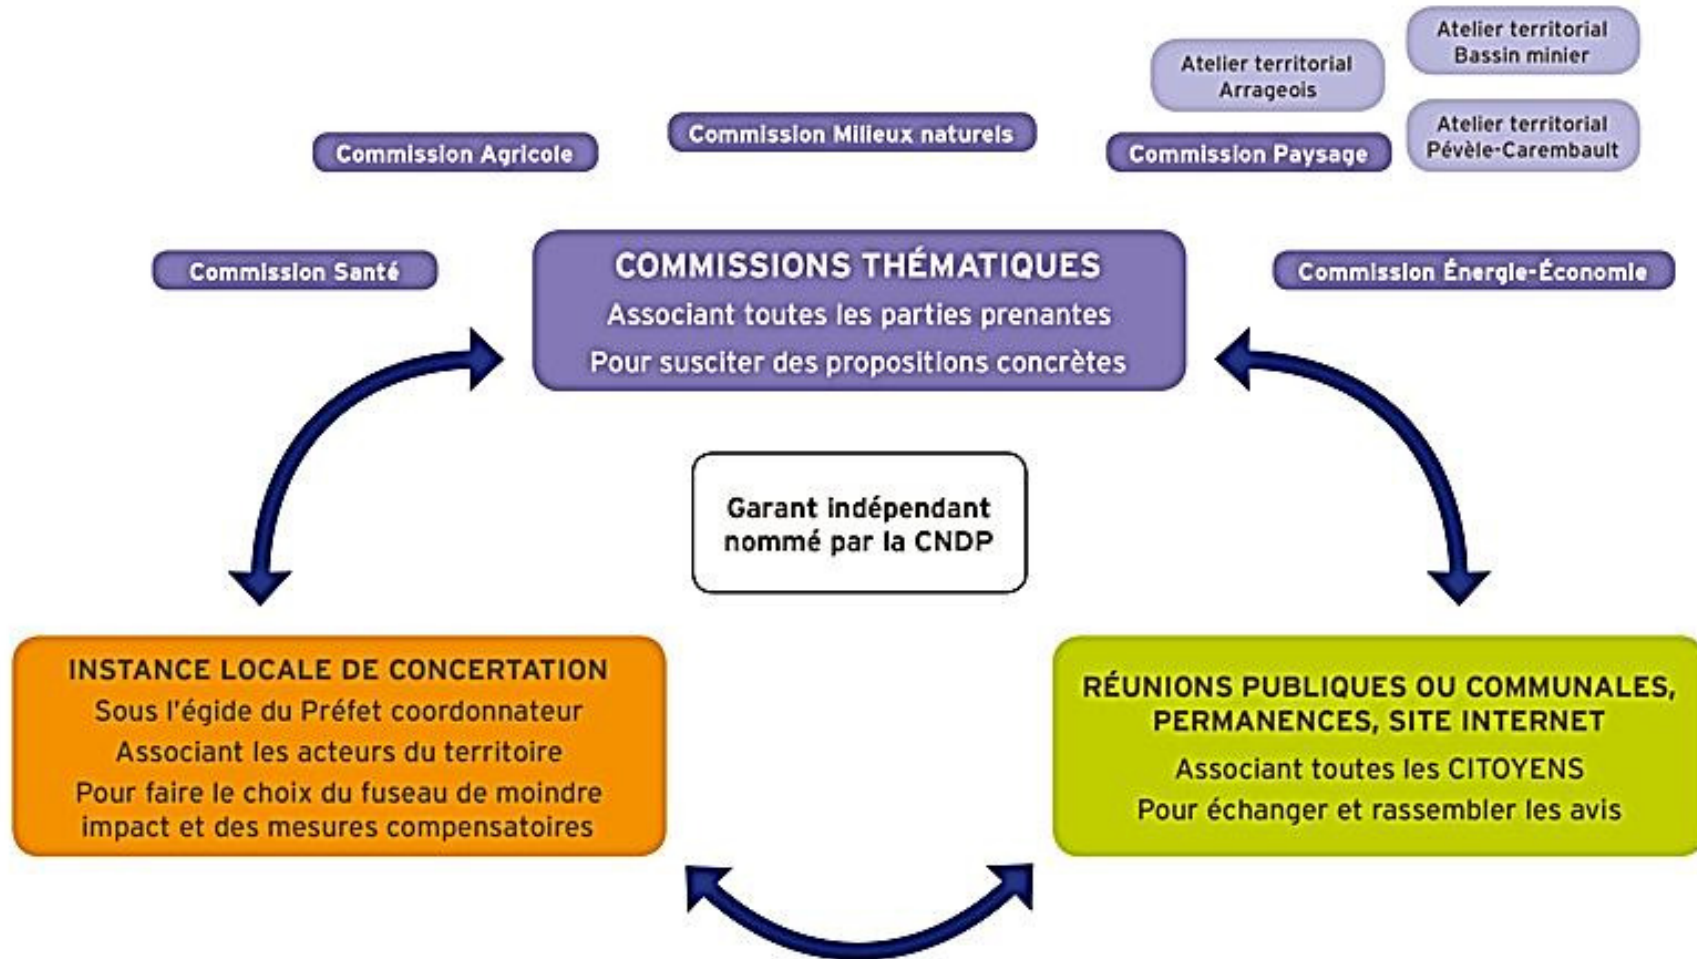 Atelier territorial
Bassin minier
Atelier territorial
Arrageois
Atelier territorial
Pévèle-Carembault
Commission Milieux naturels
Commission Agricole
Commission Paysage
Commission Santé
Commission Énergie-Économie
COMMISSIONS THÉMATIQUES
Associant toutes les parties prenantes
Pour susciter des propositions concrètes
Garant indépendant
nommé par la CNDP
INSTANCE LOCALE DE CONCERTATION
Sous l'égide du Préfet coordonnateur
Associant les acteurs du territoire
Pour faire le choix du fuseau de moindre
impact et des mesures compensatoires
RÉUNIONS PUBLIQUES OU COMMUNALES,
PERMANENCES, SITE INTERNET
Associant toutes les CITOYENS
Pour échanger et rassembler les avis